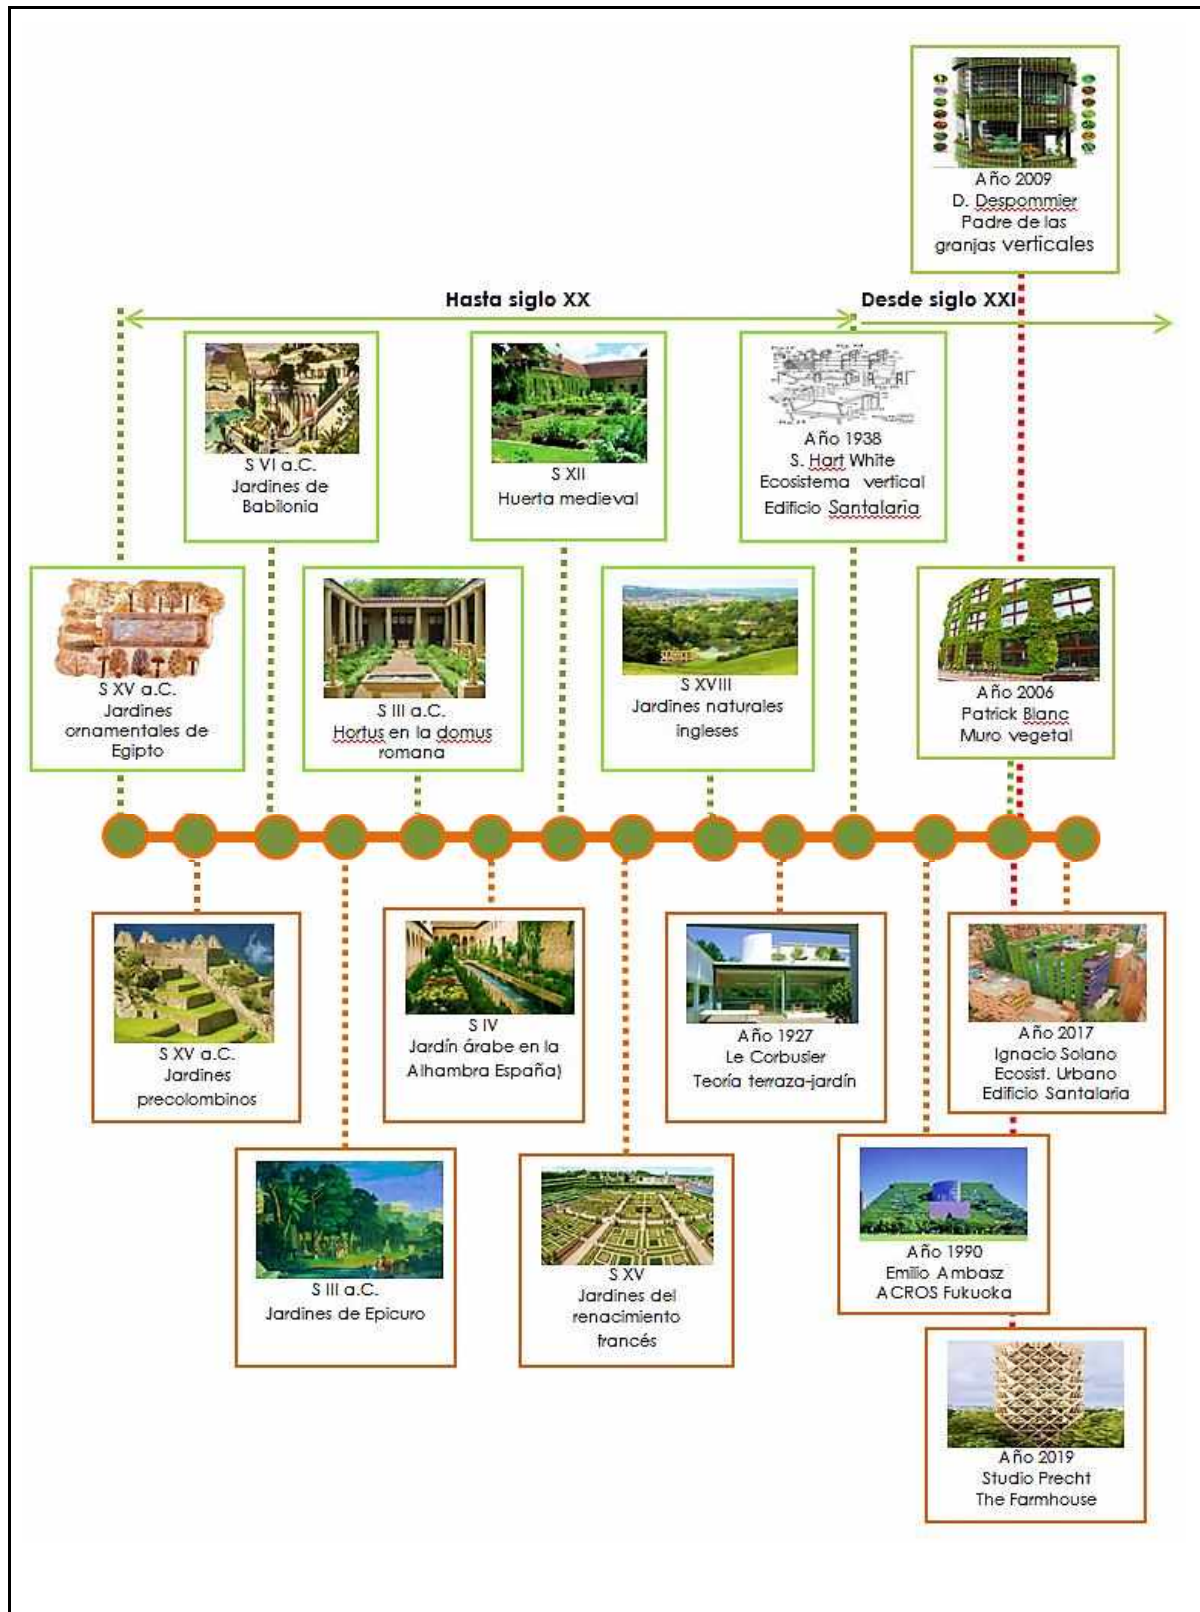 Año 2009
D. Despommier
Padre de las
granjas verticales
Hasta siglo XX
Desde siglo XXI
S VI a.C.
Jardines de
Babilonia
S XII
Huerta medieval
Año 1938
S. Hart White
Ecosistema vertical
Edificio Santalaria
S XV a.C.
Jardines
ornamentales de
Egipto
S III a.C.
Hortus en la domus
romana
S XVIII
Jardines naturales
ingleses
Año 2006
Patrick Blanc
Muro vegetal
S XV a.C.
Jardines
precolombinos
S IV
Jardín árabe en la
Alhambra España)
Año 1927
Le Corbusier
Teoría terraza-jardín
Año 2017
Ignacio Solano
Ecosist. Urbano
Edificio Santalaria
S III a.C.
Jardines de Epicuro
S XV
Jardines del
renacimiento
francés
Año 1990
Emilio Ambasz
ACROS Fukuoka
Año 2019
Studio Precht
The Farmhouse